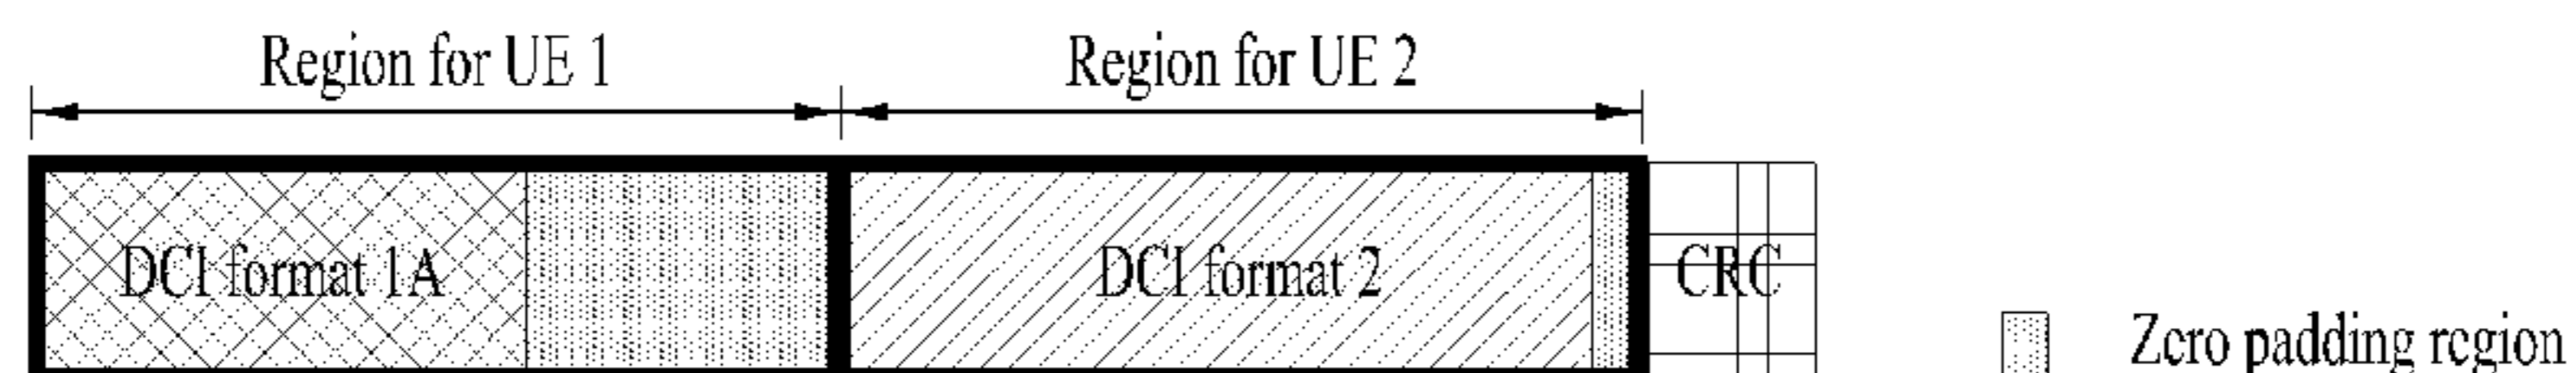 Region for UE 1
Region for UE 2
DCI format 1A
DCI format 2
CRC
Zero padding region